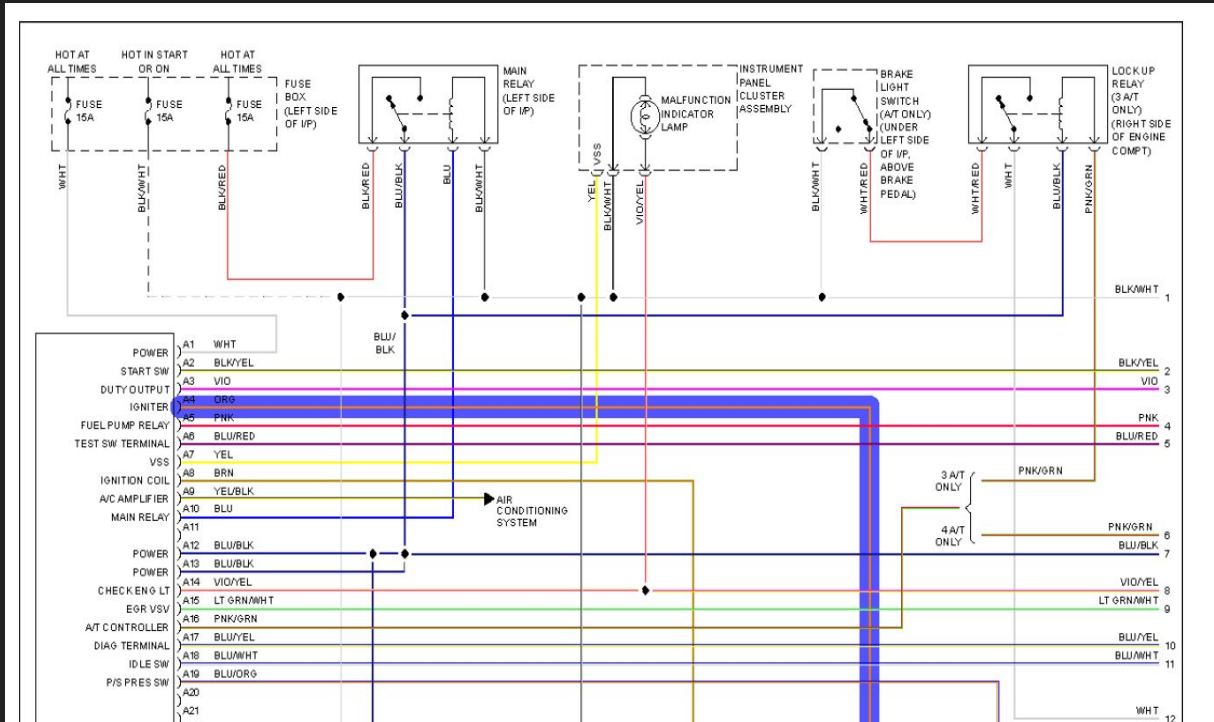 HOT AT
ALL TIMES
HOT IN START
OR ON
HOT AT
ALL TIMES
FUSE
15A
FUSE
15A
FUSE
15A
FUSE
BOX
(LEFT SIDE
OF I/P)
MAIN
RELAY
(LEFT SIDE
OF I/P)
MALFUNCTION
INDICATOR
LAMP
VSS
INSTRUMENT
PANEL
CLUSTER
ASSEMBLY
BRAKE
LIGHT
SWITCH
(A/T ONLY)
(UNDER
LEFT SIDE
OF I/P,
ABOVE
BRAKE
PEDAL)
LOCKUP
RELAY
(3 A/T
ONLY)
(RIGHT SIDE
OF ENGINE
COMPT)
WHT
BLK/WHT
BLK/RED
BLK/RED
BLU/BLK
BLU
BLK/WHT
YEL
BLK/WHT
VIO/YEL
BLK/WHT
WHT/RED
WHT/RED
WHT
BLU/BLK
PNK/GRN
BLK/WHT 1
BLU/
BLK
POWER A1 WHT
START SW A2 BLK/YEL
BLK/YEL 2
DUTY OUTPUT A3 VIO
VIO 3
IGNITER A4 ORG
FUEL PUMP RELAY A5 PNK
PNK 4
TEST SW TERMINAL A6 BLU/RED
BLU/RED 5
VSS A7 YEL
IGNITION COIL A8 BRN
A/C AMPLIFIER A9 YEL/BLK
AIR
CONDITIONING
SYSTEM
MAIN RELAY A10 BLU
A11
3 A/T
ONLY
PNK/GRN
4 A/T
ONLY
PNK/GRN 6
POWER A12 BLU/BLK
BLU/BLK 7
POWER A13 BLU/BLK
CHECK ENG LT A14 VIO/YEL
VIO/YEL 8
EGR VSV A15 LT GRN/WHT
LT GRN/WHT 9
A/T CONTROLLER A16 PNK/GRN
DIAG TERMINAL A17 BLU/YEL
BLU/YEL 10
IDLE SW A18 BLU/WHT
BLU/WHT 11
P/S PRES SW A19 BLU/ORG
A20
A21
WHT 12